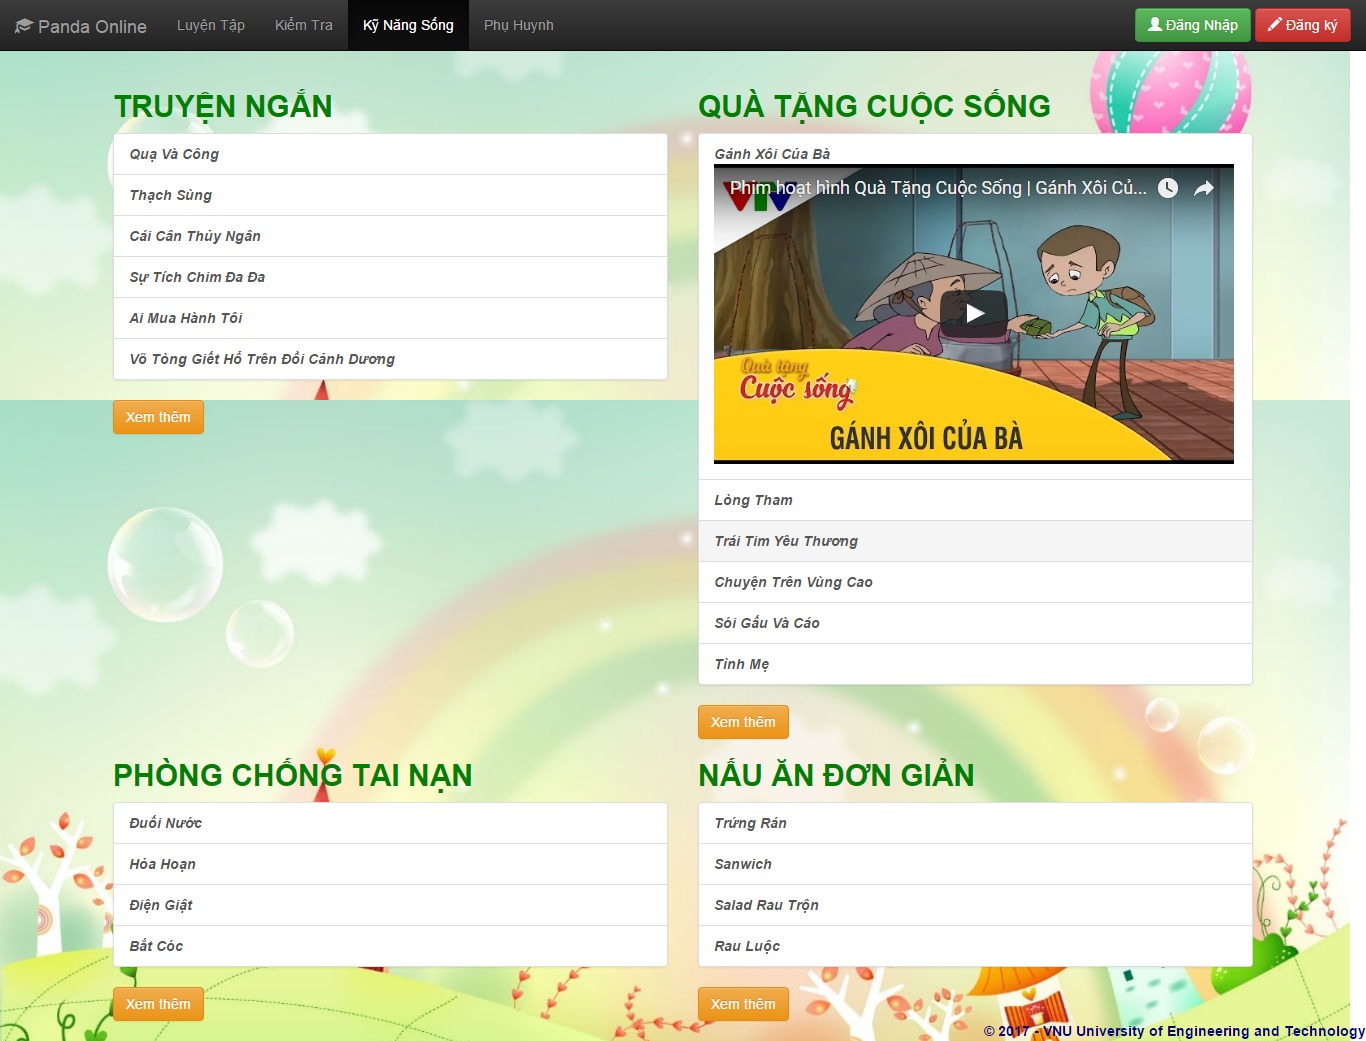 Panda Online Luyện Tập Kiểm Tra Kỹ Năng Sống Phụ Huynh Đăng Nhập Đăng ký
TRUYỆN NGẮN
Quạ Và Công
Thạch Sùng
Cái Cân Thủy Ngân
Sự Tích Chim Đa Đa
Ai Mua Hành Tôi
Võ Tòng Giết Hổ Trên Đồi Cảnh Dương
Xem thêm
QUÀ TẶNG CUỘC SỐNG
Gánh Xôi Của Bà
Phim hoạt hình Quà Tặng Cuộc Sống | Gánh Xôi Củ...
VTV
Quà tặng
Cuộc sống
GÁNH XÔI CỦA BÀ
Lòng Tham
Trái Tim Yêu Thương
Chuyện Trên Vùng Cao
Sói Gấu Và Cáo
Tình Mẹ
Xem thêm
PHÒNG CHỐNG TAI NẠN
Đuối Nước
Hỏa Hoạn
Điện Giật
Bắt Cóc
Xem thêm
NẤU ĂN ĐƠN GIẢN
Trứng Rán
Sanwich
Salad Rau Trộn
Rau Luộc
Xem thêm
© 2017 - VNU University of Engineering and Technology